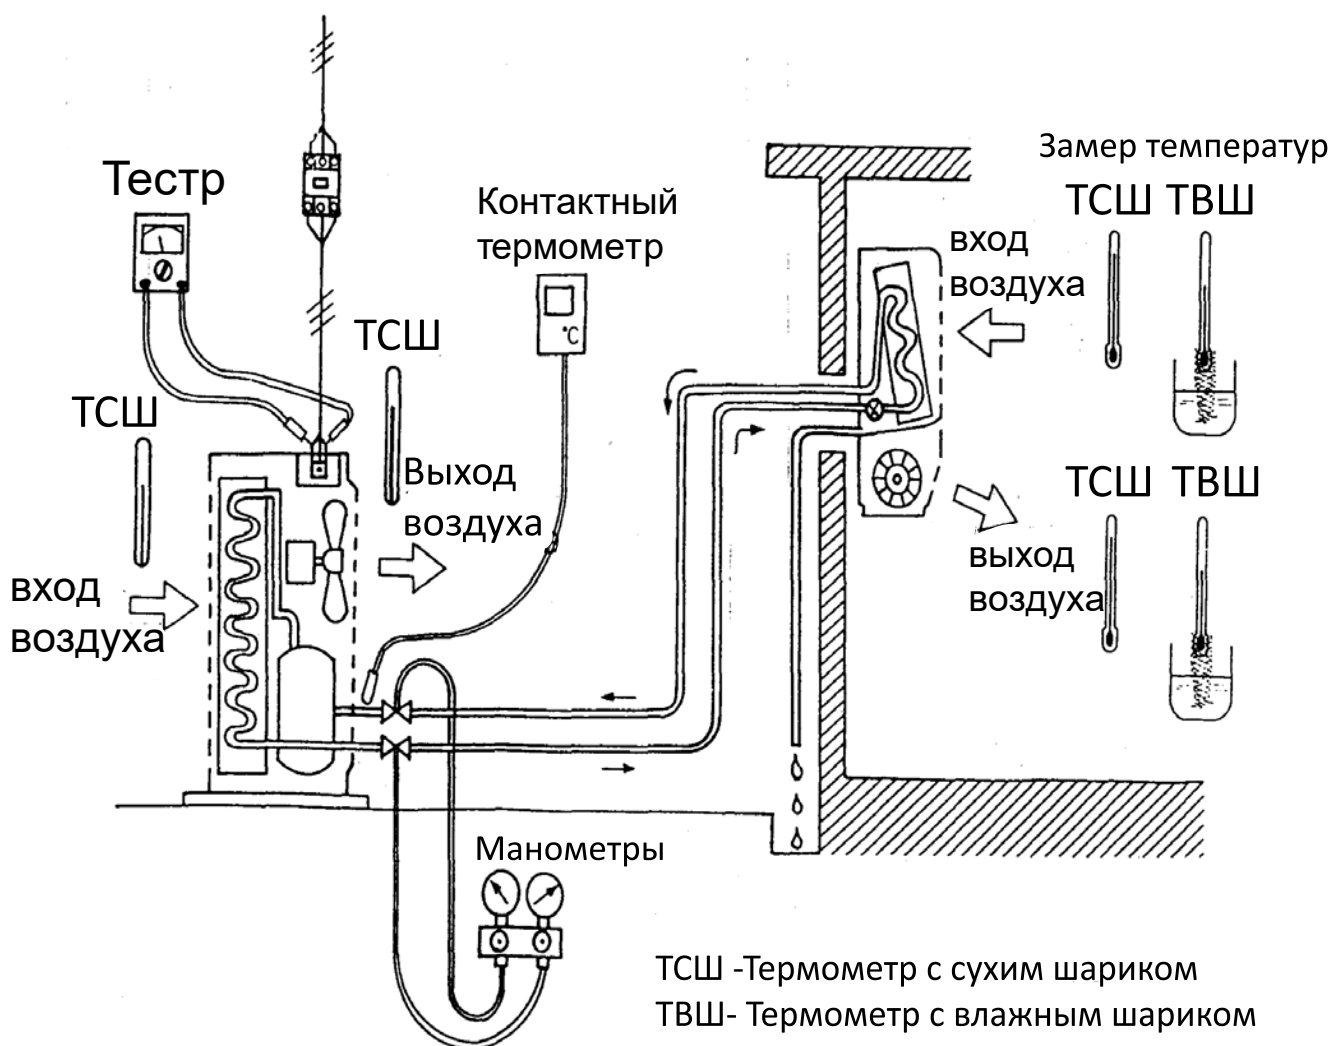 Замер температур
Тестр
Контактный
термометр
ТСШ ТВШ
вход
воздуха
°С
ТСШ
ТСШ
Выход
воздуха
ТСШ ТВШ
выход
воздуха
вход
воздуха
Манометры
ТСШ -Термометр с сухим шариком
ТВШ- Термометр с влажным шариком